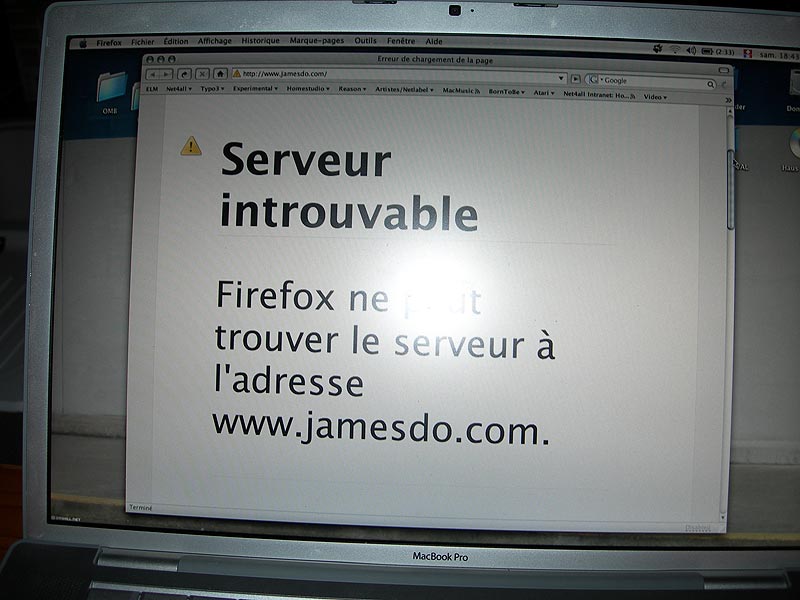 Firefox Fichier Édition Affichage Historique Marque-pages Outils Fenêtre Aide (2:33) sam. 18:43
Erreur de chargement de la page
http://www.jamesdo.com/ Google
ELM Net4all Typo3 Experimental Homestudio Reason Artistes/Netlabel MacMusic BornToBe Atari Net4all Intranet: Ho... Video
OMB
Serveur
introuvable
Firefox ne peut
trouver le serveur à
l'adresse
www.jamesdo.com.
Terminé
MacBook Pro